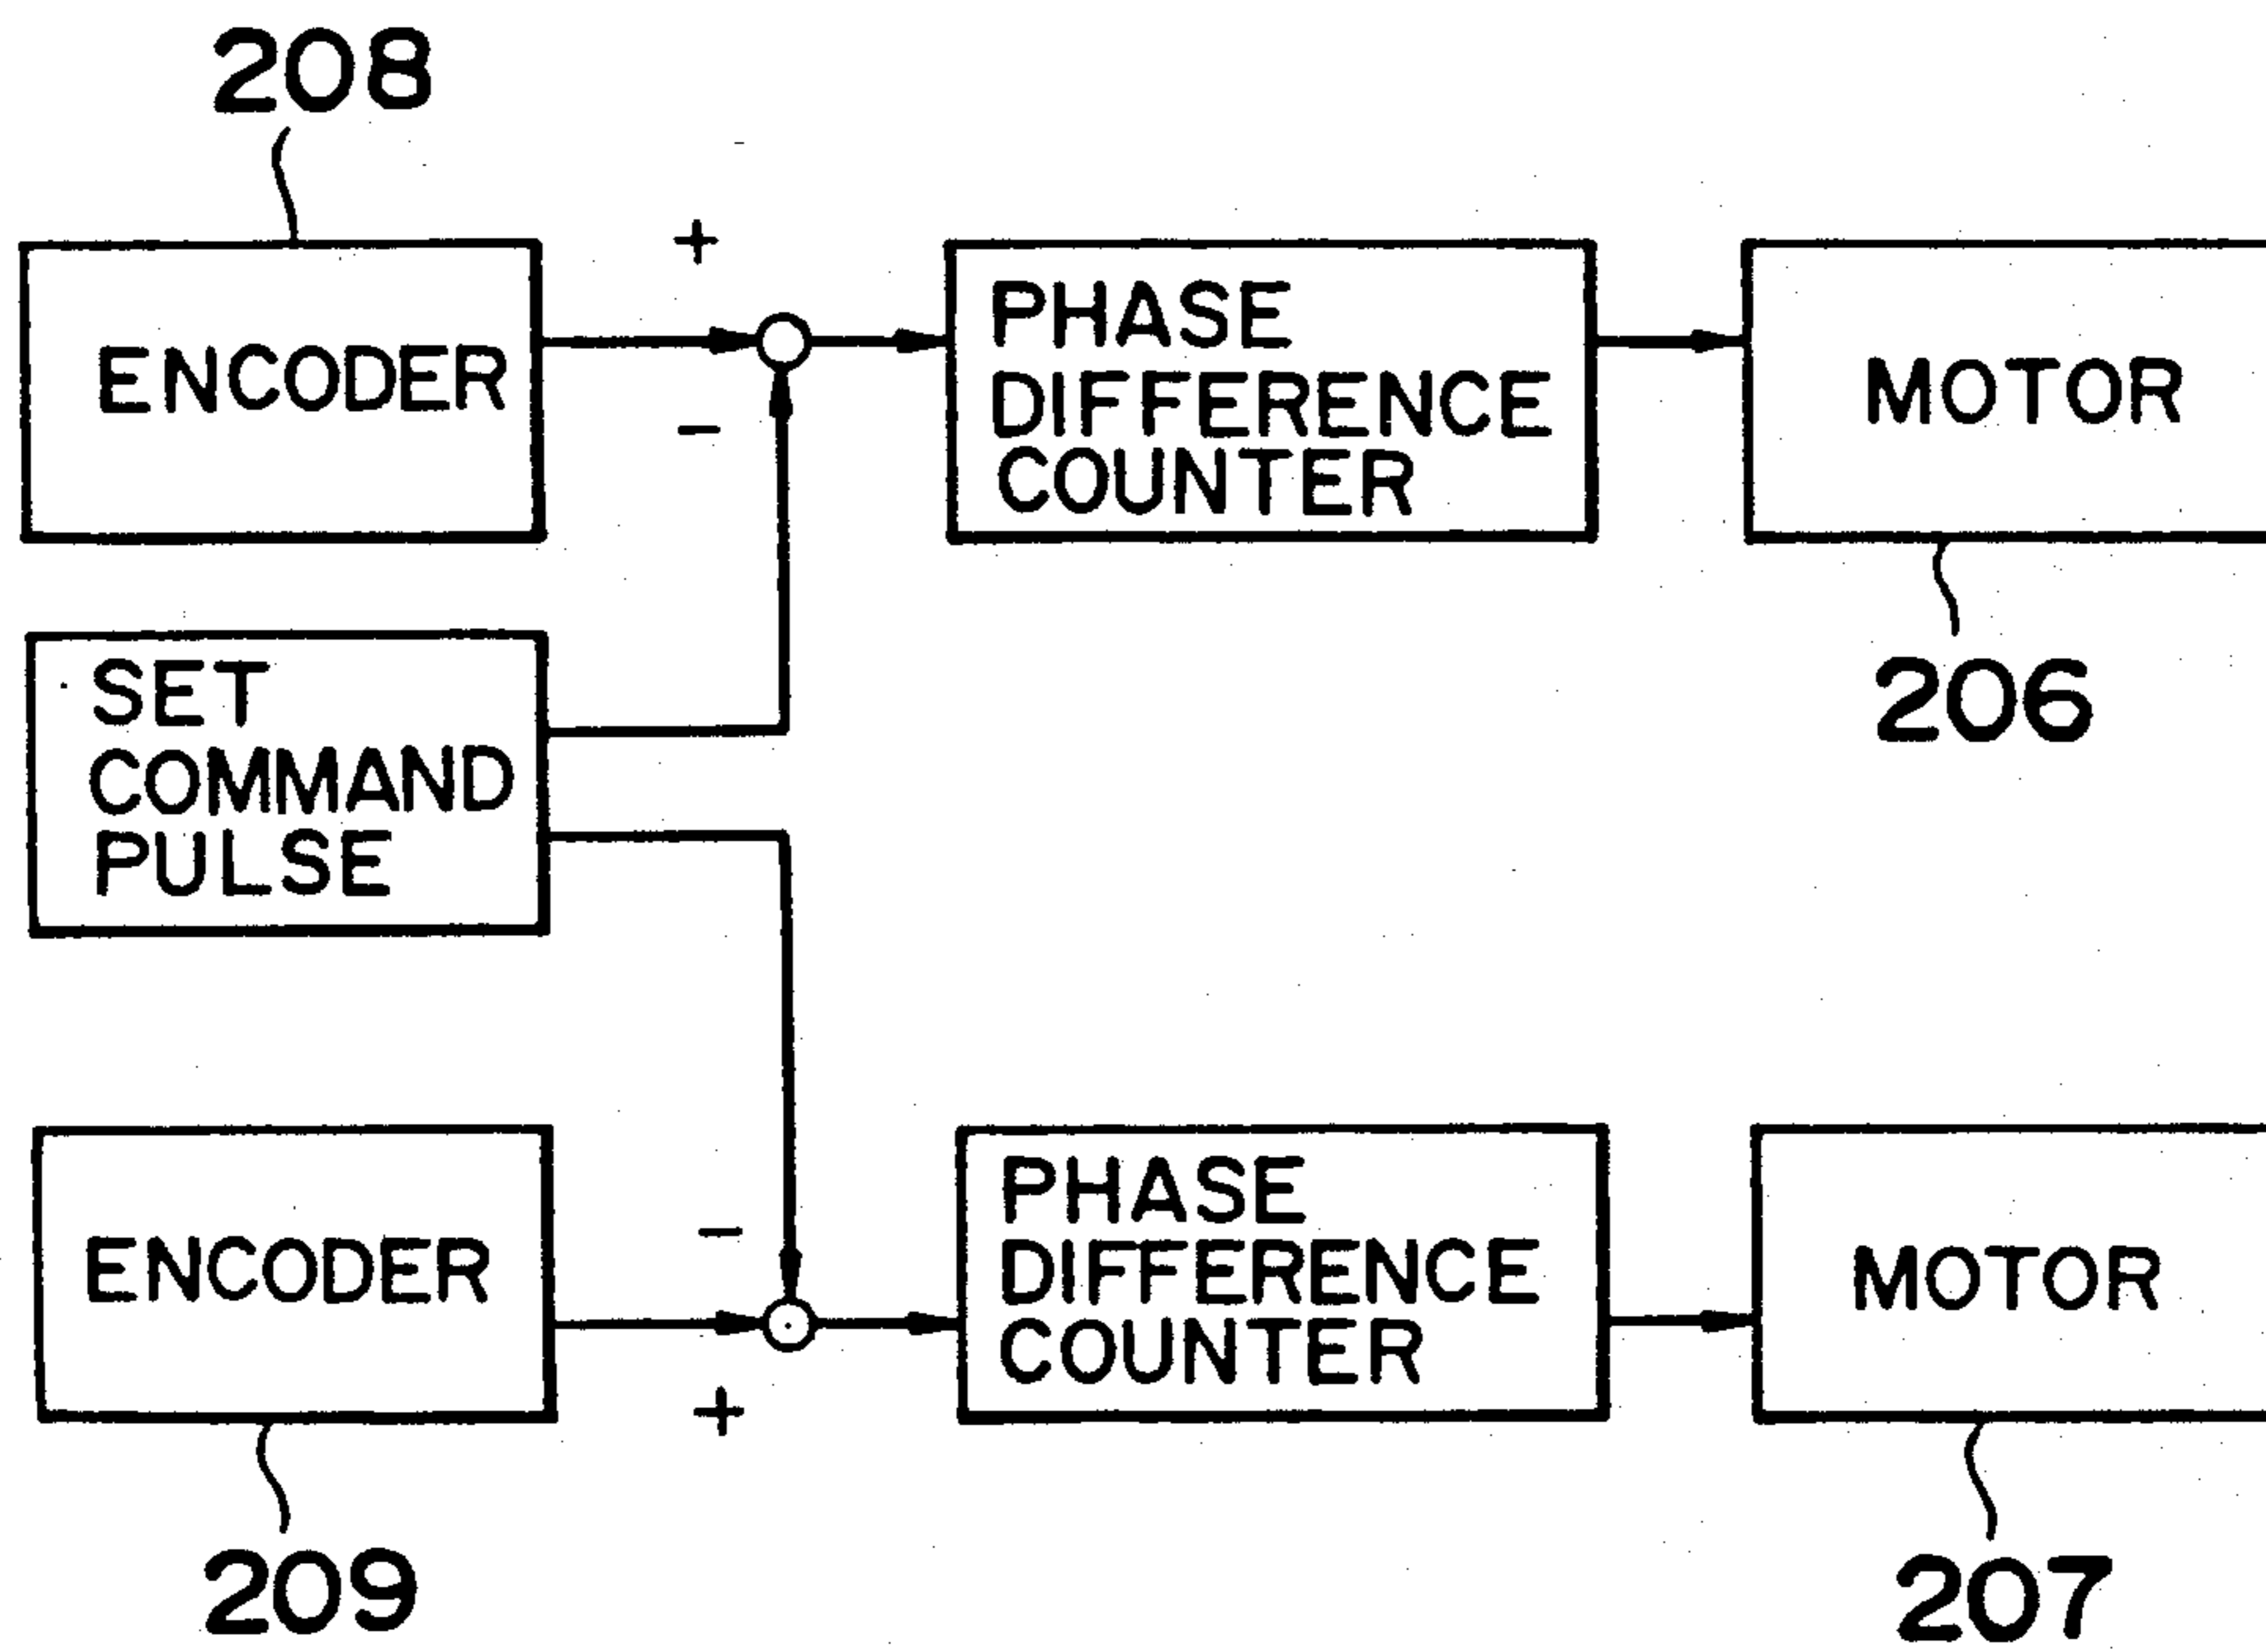 208
+
ENCODER
−
PHASE
DIFFERENCE
COUNTER
MOTOR
206
SET
COMMAND
PULSE
ENCODER
−
+
PHASE
DIFFERENCE
COUNTER
MOTOR
209
207